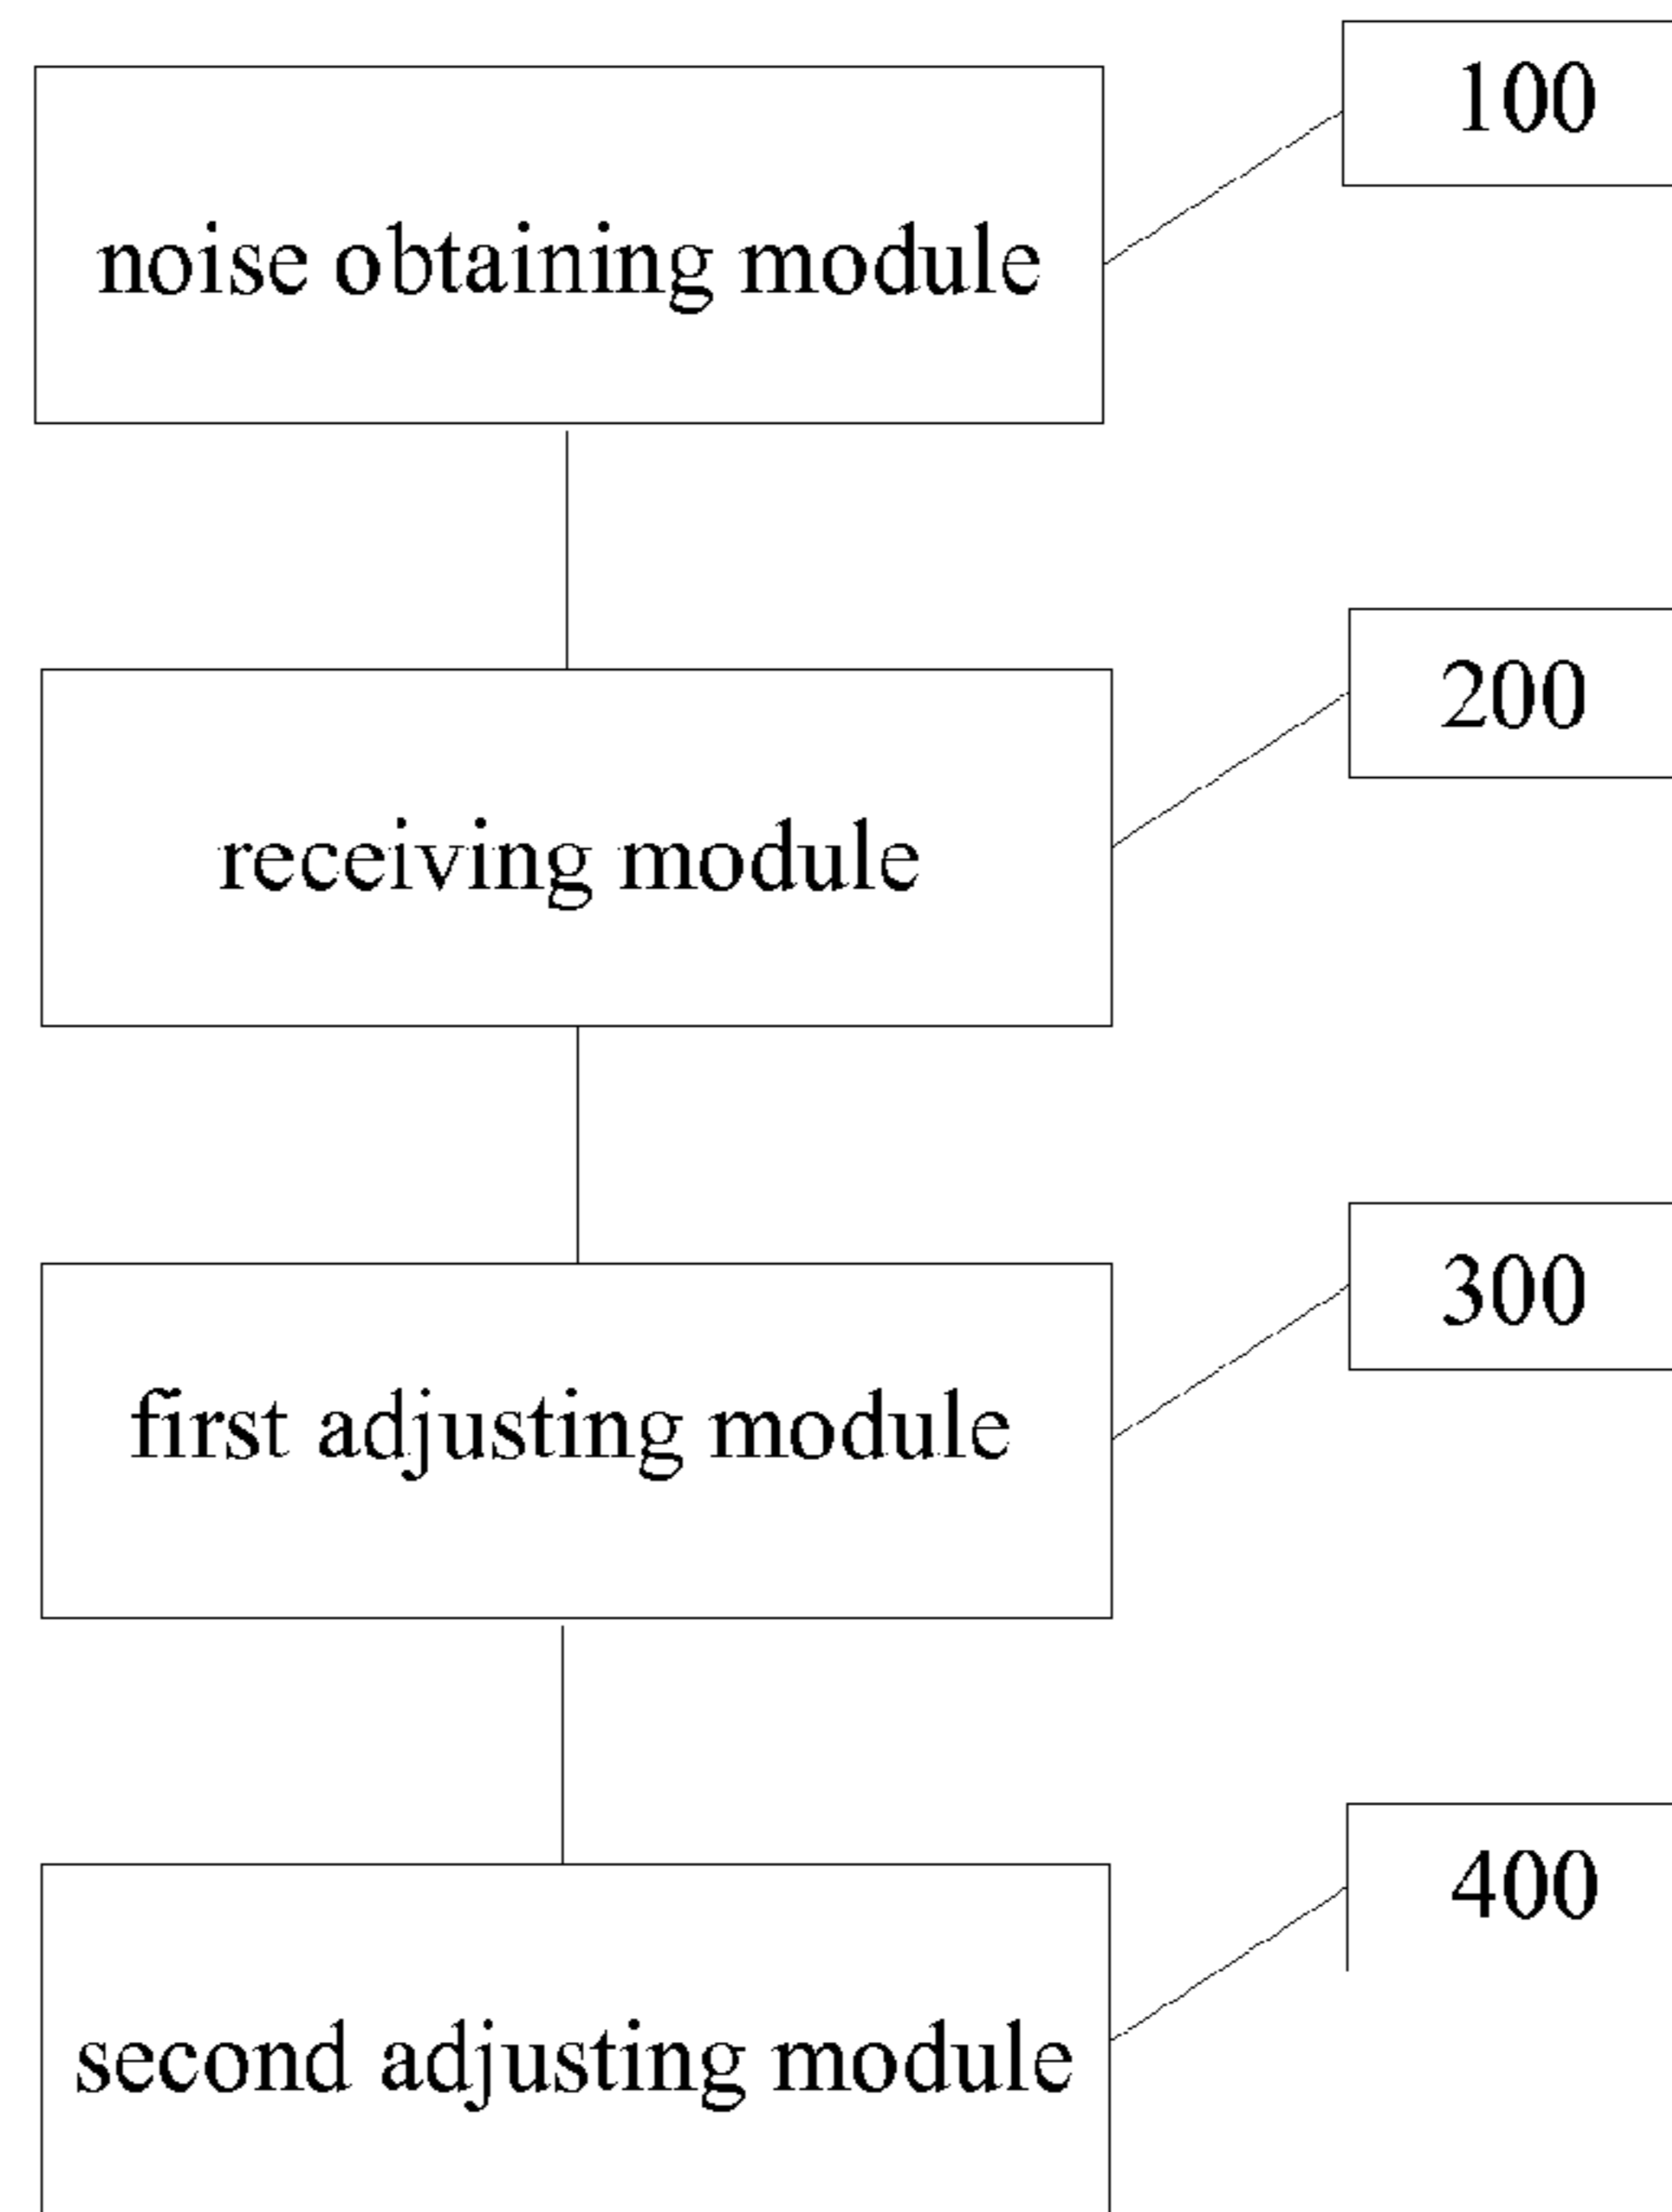 100
noise obtaining module
200
receiving module
300
first adjusting module
400
second adjusting module